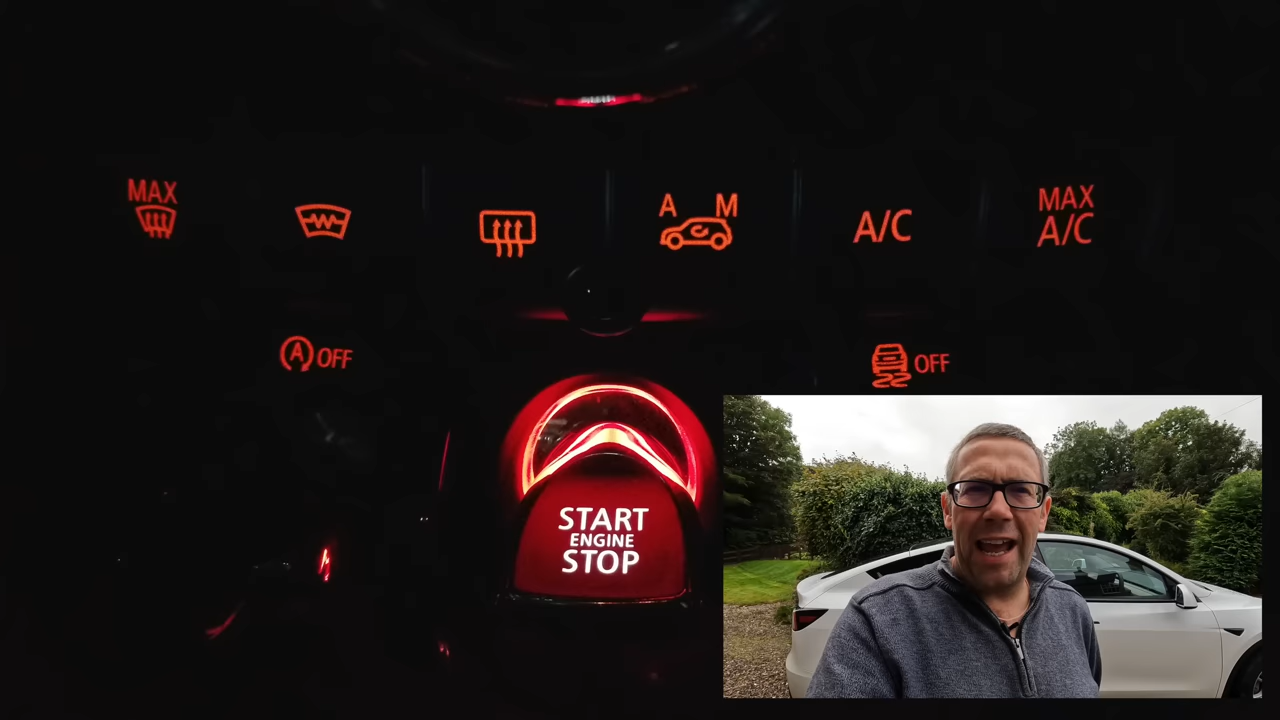 MAX
A M
A/C
MAX
A/C
A OFF
OFF
START
ENGINE
STOP